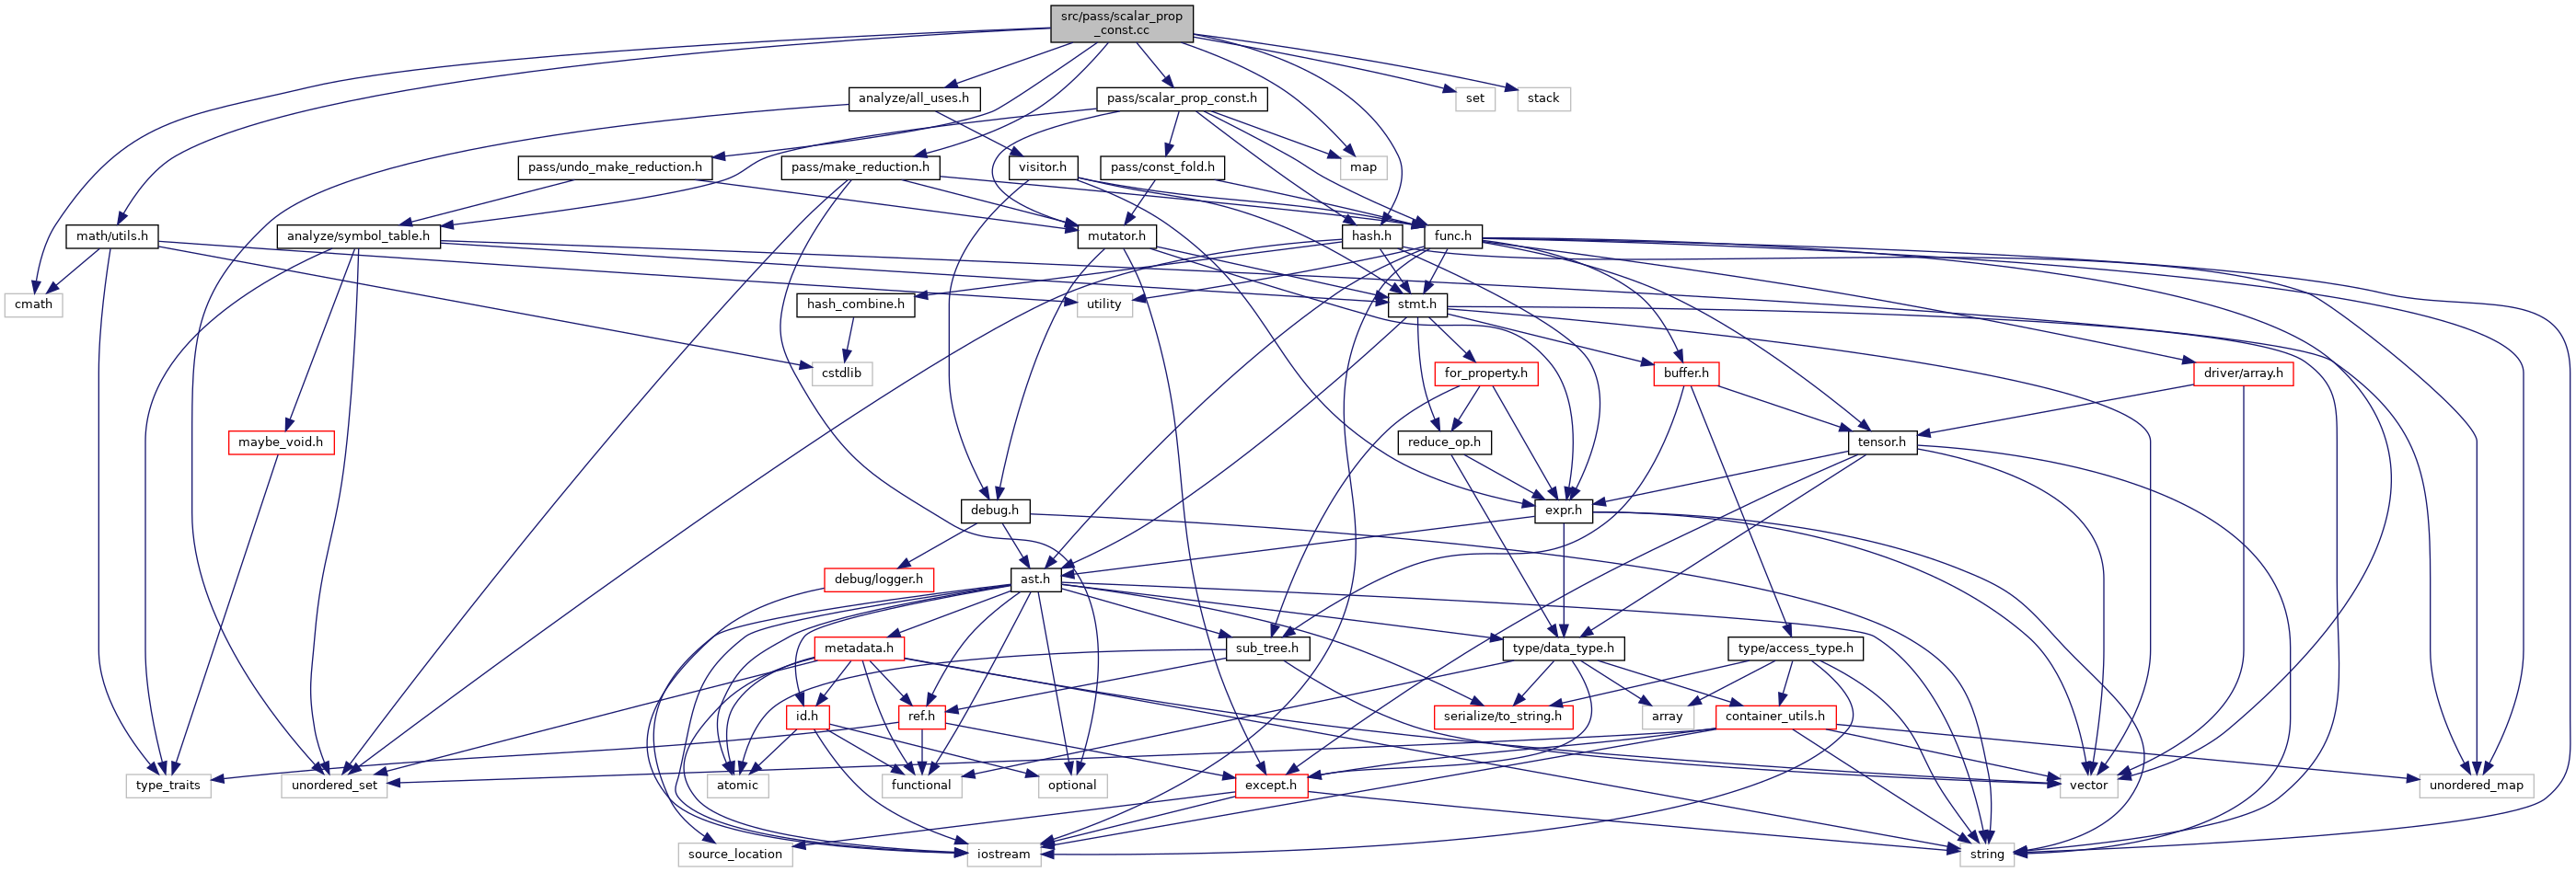 src/pass/scalar_prop
_const.cc
analyze/all_uses.h
pass/scalar_prop_const.h
set
stack
pass/undo_make_reduction.h
pass/make_reduction.h
visitor.h
pass/const_fold.h
map
math/utils.h
analyze/symbol_table.h
mutator.h
hash.h
func.h
cmath
hash_combine.h
utility
stmt.h
cstdlib
for_property.h
buffer.h
driver/array.h
maybe_void.h
reduce_op.h
tensor.h
debug.h
expr.h
debug/logger.h
ast.h
metadata.h
sub_tree.h
type/data_type.h
type/access_type.h
id.h
ref.h
serialize/to_string.h
array
container_utils.h
type_traits
unordered_set
atomic
functional
optional
except.h
vector
unordered_map
source_location
iostream
string